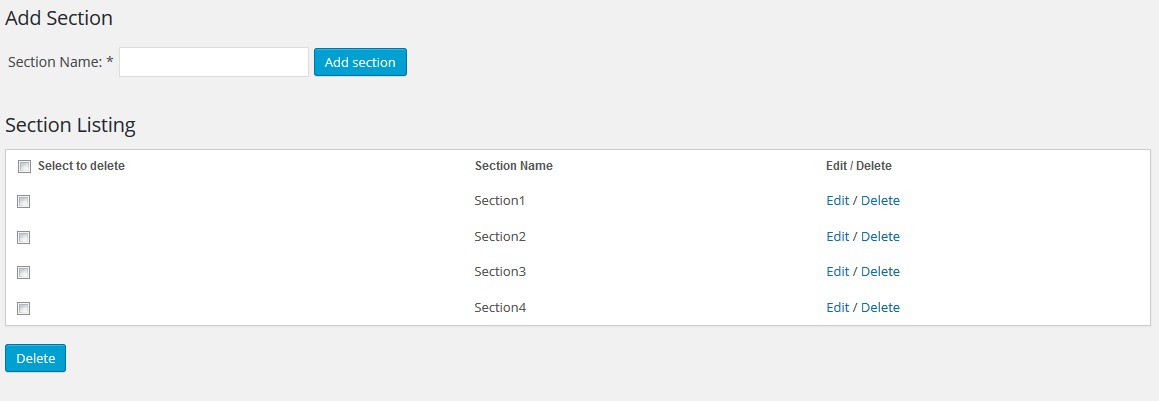 Add Section
Section Name: * Add section
Section Listing
Select to delete Section Name Edit / Delete
Section1 Edit / Delete
Section2 Edit / Delete
Section3 Edit / Delete
Section4 Edit / Delete
Delete